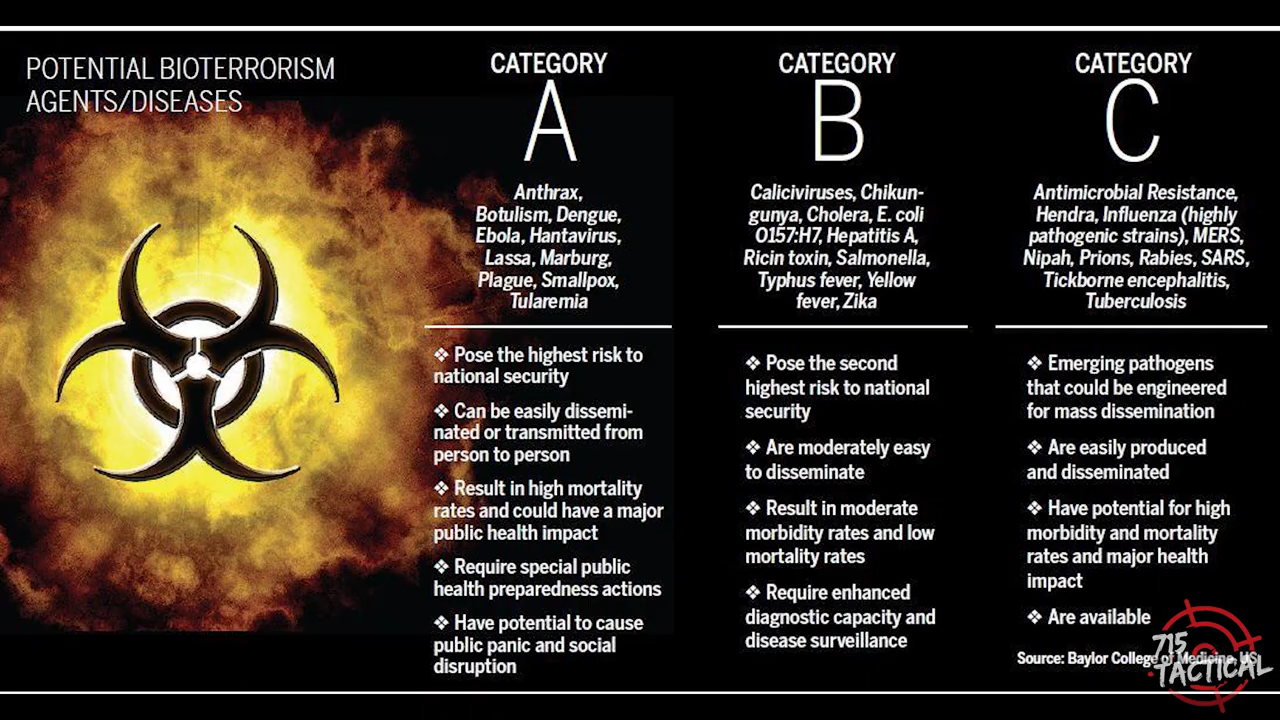 POTENTIAL BIOTERRORISM
AGENTS/DISEASES
CATEGORY
A
Anthrax,
Botulism, Dengue,
Ebola, Hantavirus,
Lassa, Marburg,
Plague, Smallpox,
Tularemia
❖ Pose the highest risk to
national security
❖ Can be easily dissemi-
nated or transmitted from
person to person
❖ Result in high mortality
rates and could have a major
public health impact
❖ Require special public
health preparedness actions
❖ Have potential to cause
public panic and social
disruption
CATEGORY
B
Caliciviruses, Chikun-
gunya, Cholera, E. coli
O157:H7, Hepatitis A,
Ricin toxin, Salmonella,
Typhus fever, Yellow
fever, Zika
❖ Pose the second
highest risk to national
security
❖ Are moderately easy
to disseminate
❖ Result in moderate
morbidity rates and low
mortality rates
❖ Require enhanced
diagnostic capacity and
disease surveillance
CATEGORY
C
Antimicrobial Resistance,
Hendra, Influenza (highly
pathogenic strains), MERS,
Nipah, Prions, Rabies, SARS,
Tickborne encephalitis,
Tuberculosis
❖ Emerging pathogens
that could be engineered
for mass dissemination
❖ Are easily produced
and disseminated
❖ Have potential for high
morbidity and mortality
rates and major health
impact
❖ Are available
Source: Baylor College of Medicine, US
715
TACTICAL